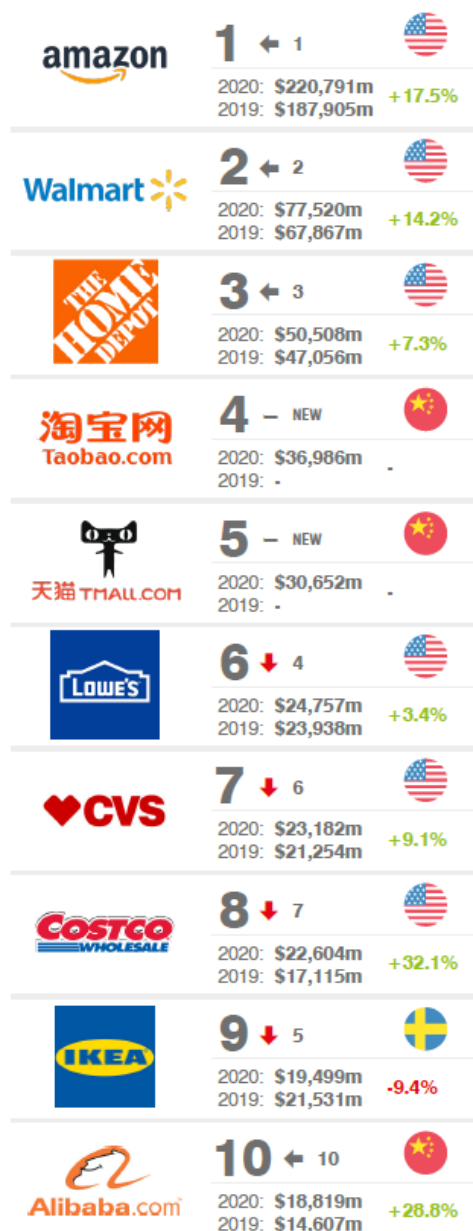 amazon
1 1
2020: $220,791m
2019: $187,905m
+17.5%
Walmart
2 2
2020: $77,520m
2019: $67,867m
+14.2%
THE
HOME
DEPOT
3 3
2020: $50,508m
2019: $47,056m
+7.3%
淘宝网
Taobao.com
4 – NEW
2020: $36,986m
2019: -
-
天猫 TMALL.COM
5 – NEW
2020: $30,652m
2019: -
-
LOWE'S
6 4
2020: $24,757m
2019: $23,938m
+3.4%
CVS
7 6
2020: $23,182m
2019: $21,254m
+9.1%
COSTCO
WHOLESALE
8 7
2020: $22,604m
2019: $17,115m
+32.1%
IKEA
9 5
2020: $19,499m
2019: $21,531m
-9.4%
Alibaba.com
10 10
2020: $18,819m
2019: $14,607m
+28.8%